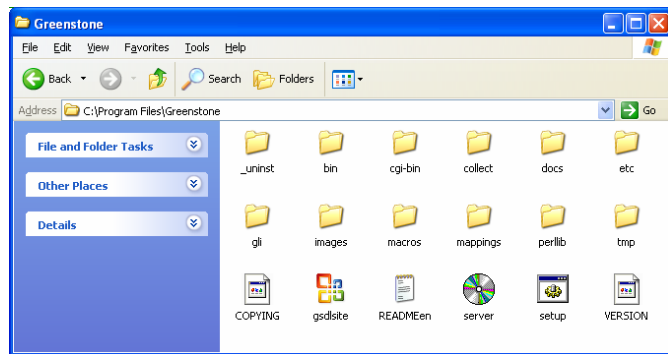 Greenstone
File Edit View Favorites Tools Help
Back Search Folders
Address C:\Program Files\Greenstone Go
File and Folder Tasks
Other Places
Details
_uninst bin cgi-bin collect docs etc
gli images macros mappings perllib tmp
COPYING gsdlsite READMEen server setup VERSION